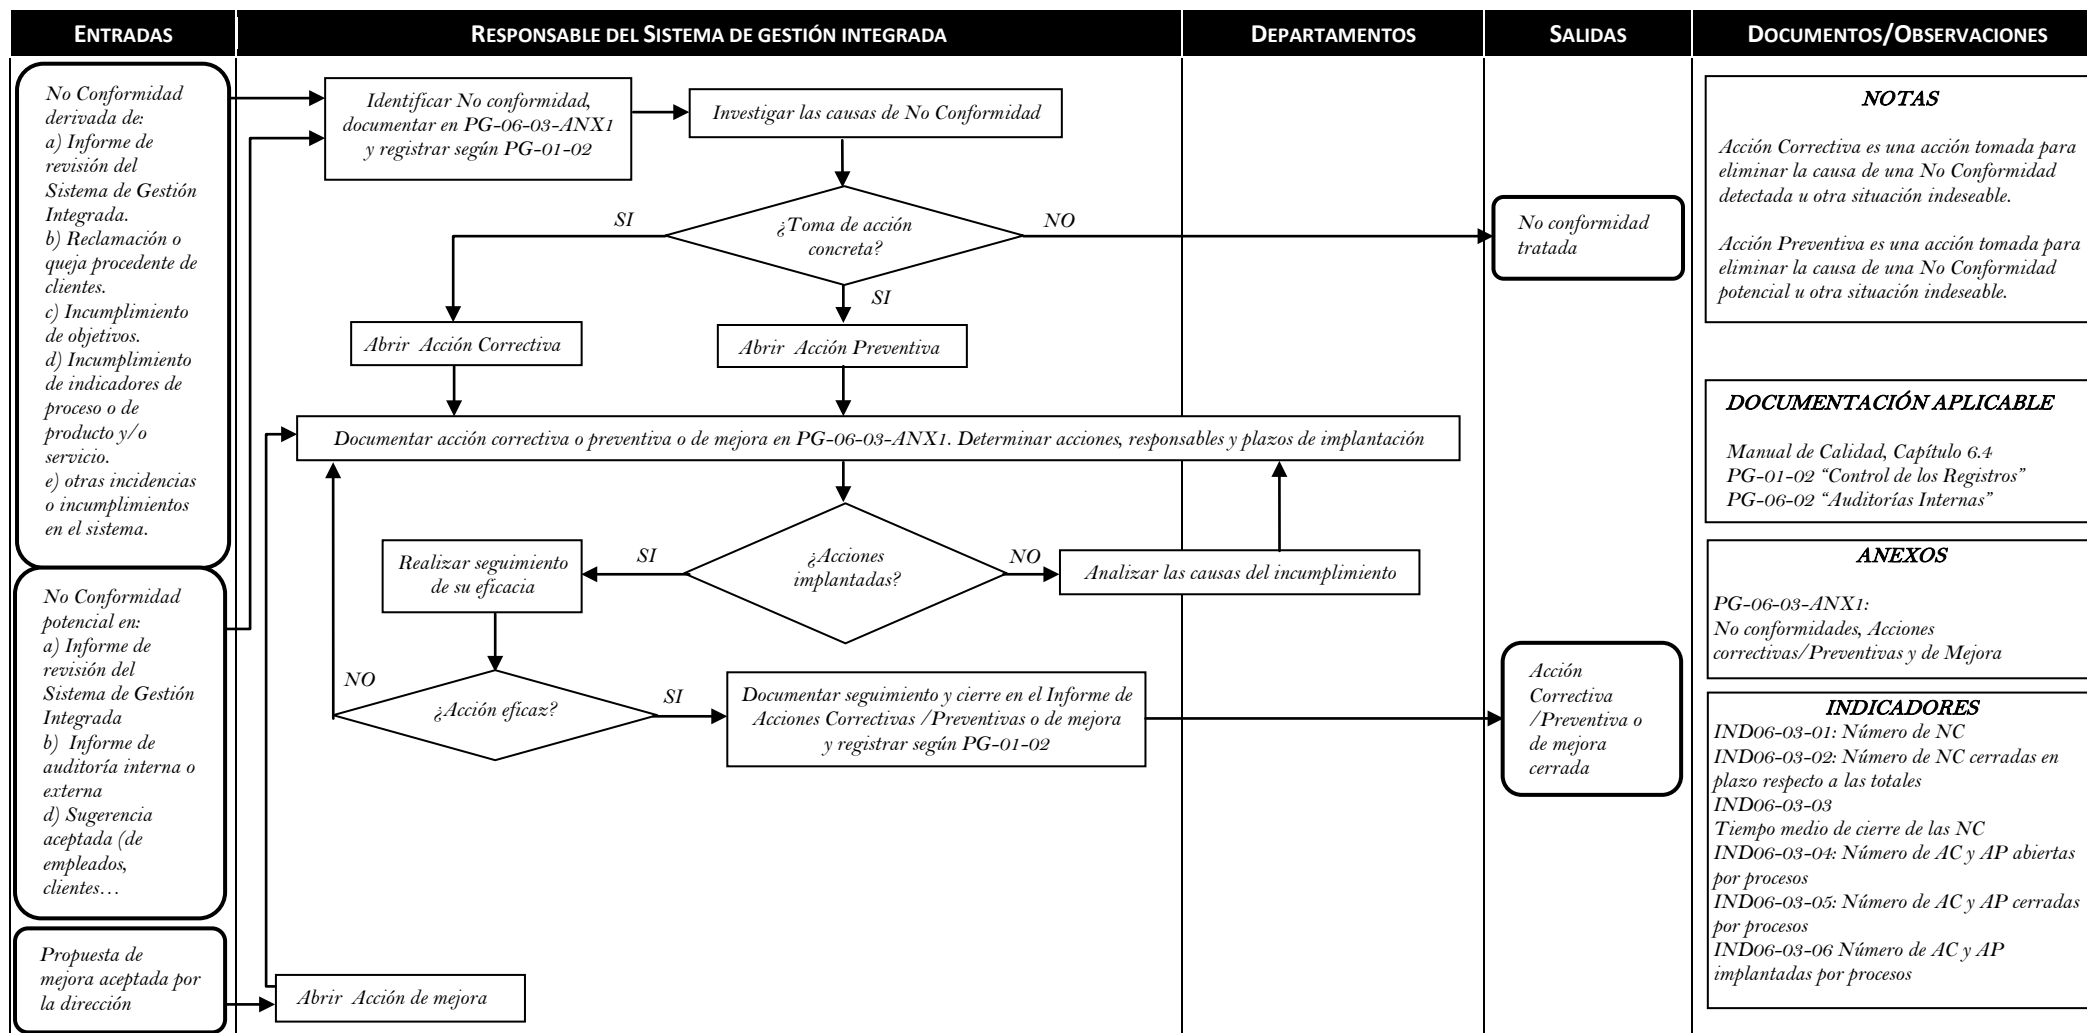 ENTRADAS
RESPONSABLE DEL SISTEMA DE GESTIÓN INTEGRADA
DEPARTAMENTOS
SALIDAS
DOCUMENTOS/OBSERVACIONES
No Conformidad
derivada de:
a) Informe de
revisión del
Sistema de Gestión
Integrada.
b) Reclamación o
queja procedente de
clientes.
c) Incumplimiento
de objetivos.
d) Incumplimiento
de indicadores de
proceso o de
producto y/o
servicio.
e) otras incidencias
o incumplimientos
en el sistema.
No Conformidad
potencial en:
a) Informe de
revisión del
Sistema de Gestión
Integrada
b) Informe de
auditoría interna o
externa
d) Sugerencia
aceptada (de
empleados,
clientes…
Propuesta de
mejora aceptada por
la dirección
Identificar No conformidad,
documentar en PG-06-03-ANX1
y registrar según PG-01-02
Investigar las causas de No Conformidad
¿Toma de acción
concreta?
SI
NO
SI
Abrir Acción Correctiva
Abrir Acción Preventiva
Documentar acción correctiva o preventiva o de mejora en PG-06-03-ANX1. Determinar acciones, responsables y plazos de implantación
¿Acciones
implantadas?
SI
NO
Realizar seguimiento
de su eficacia
Analizar las causas del incumplimiento
¿Acción eficaz?
NO
SI
Documentar seguimiento y cierre en el Informe de
Acciones Correctivas /Preventivas o de mejora
y registrar según PG-01-02
Abrir Acción de mejora
No conformidad
tratada
Acción
Correctiva
/Preventiva o
de mejora
cerrada
NOTAS
Acción Correctiva es una acción tomada para
eliminar la causa de una No Conformidad
detectada u otra situación indeseable.
Acción Preventiva es una acción tomada para
eliminar la causa de una No Conformidad
potencial u otra situación indeseable.
DOCUMENTACIÓN APLICABLE
Manual de Calidad, Capítulo 6.4
PG-01-02 “Control de los Registros”
PG-06-02 “Auditorías Internas”
ANEXOS
PG-06-03-ANX1:
No conformidades, Acciones
correctivas/Preventivas y de Mejora
INDICADORES
IND06-03-01: Número de NC
IND06-03-02: Número de NC cerradas en
plazo respecto a las totales
IND06-03-03
Tiempo medio de cierre de las NC
IND06-03-04: Número de AC y AP abiertas
por procesos
IND06-03-05: Número de AC y AP cerradas
por procesos
IND06-03-06 Número de AC y AP
implantadas por procesos